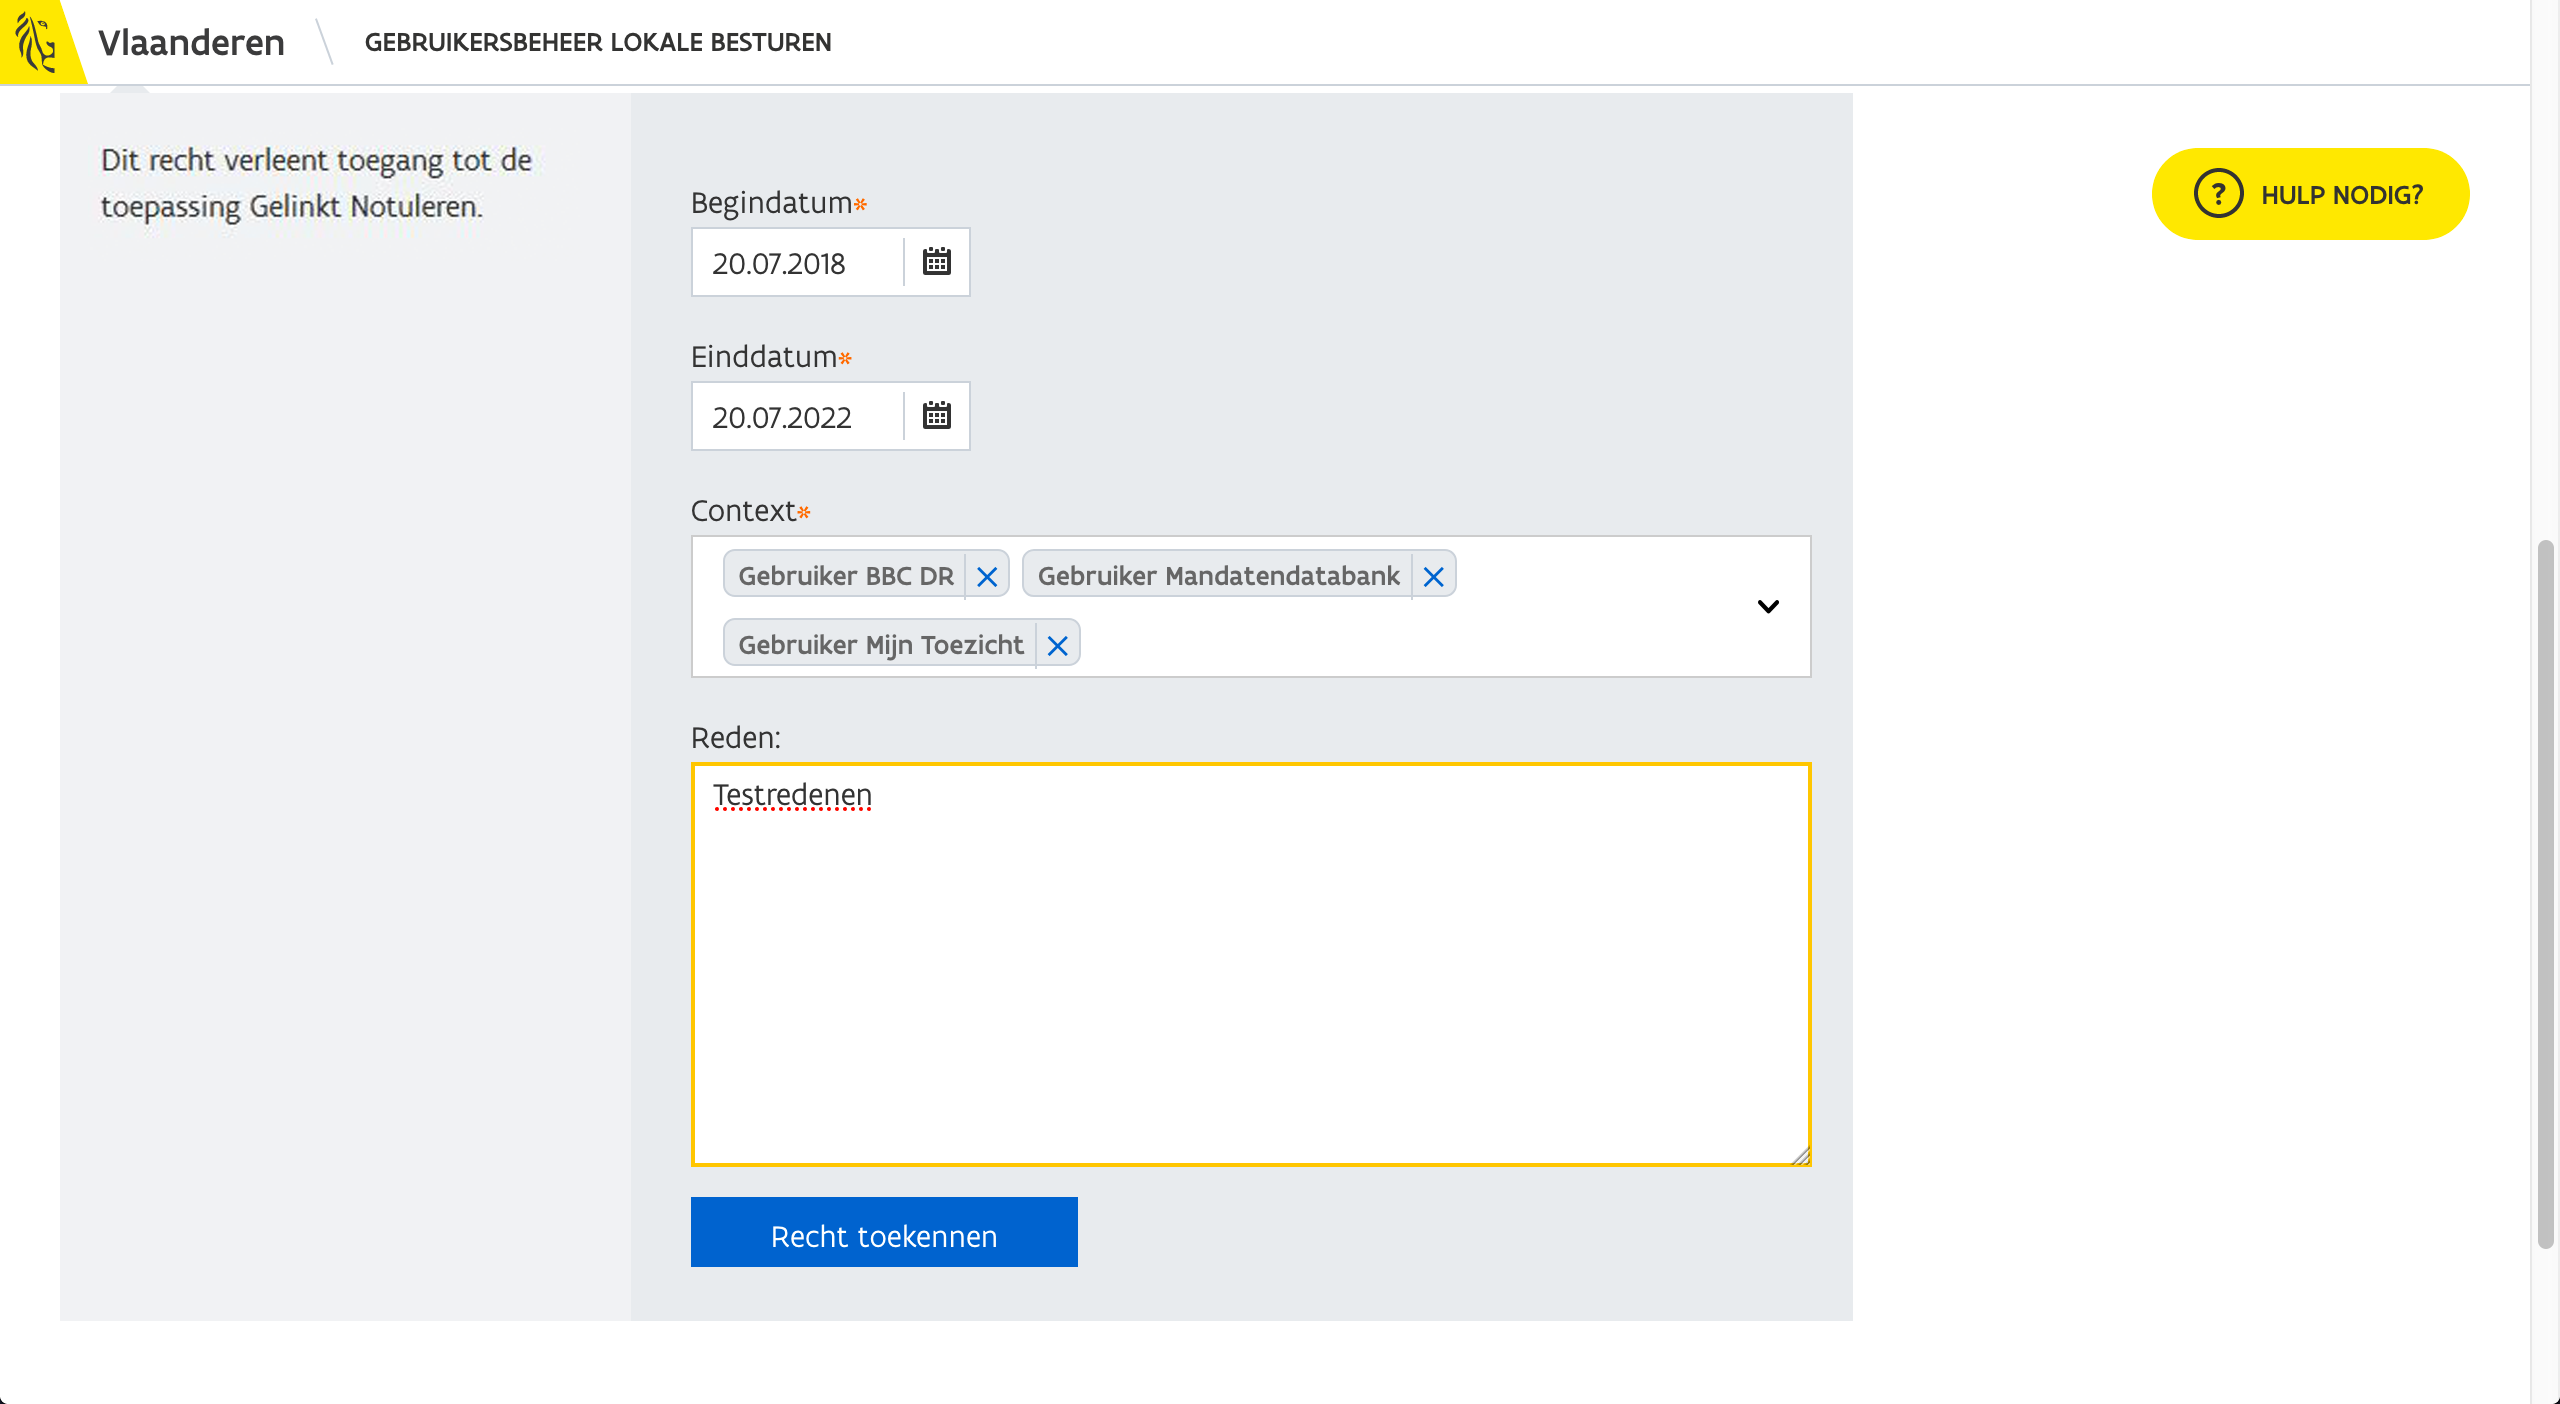 Vlaanderen
GEBRUIKERSBEHEER LOKALE BESTUREN
Dit recht verleent toegang tot de
toepassing Gelinkt Notuleren.
HULP NODIG?
Begindatum*
20.07.2018
Einddatum*
20.07.2022
Context*
Gebruiker BBC DR
Gebruiker Mandatendatabank
Gebruiker Mijn Toezicht
Reden:
Testredenen
Recht toekennen